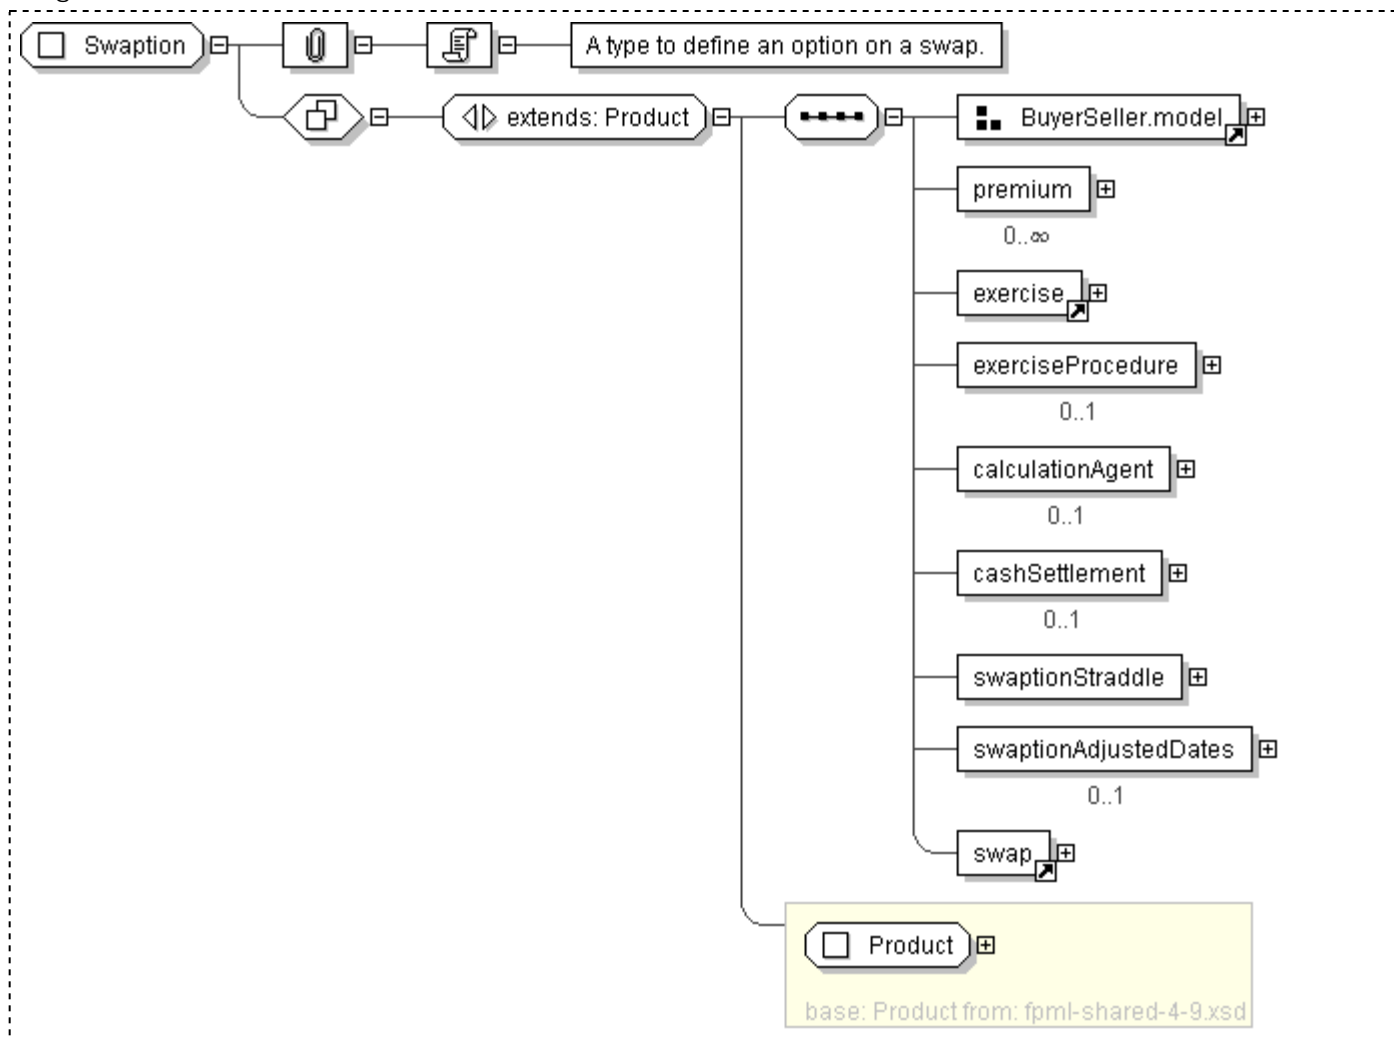 Swaption
A type to define an option on a swap.
extends: Product
BuyerSeller.model
premium
0..∞
exercise
exerciseProcedure
0..1
calculationAgent
0..1
cashSettlement
0..1
swaptionStraddle
swaptionAdjustedDates
0..1
swap
Product
base: Product from: fpml-shared-4-9.xsd